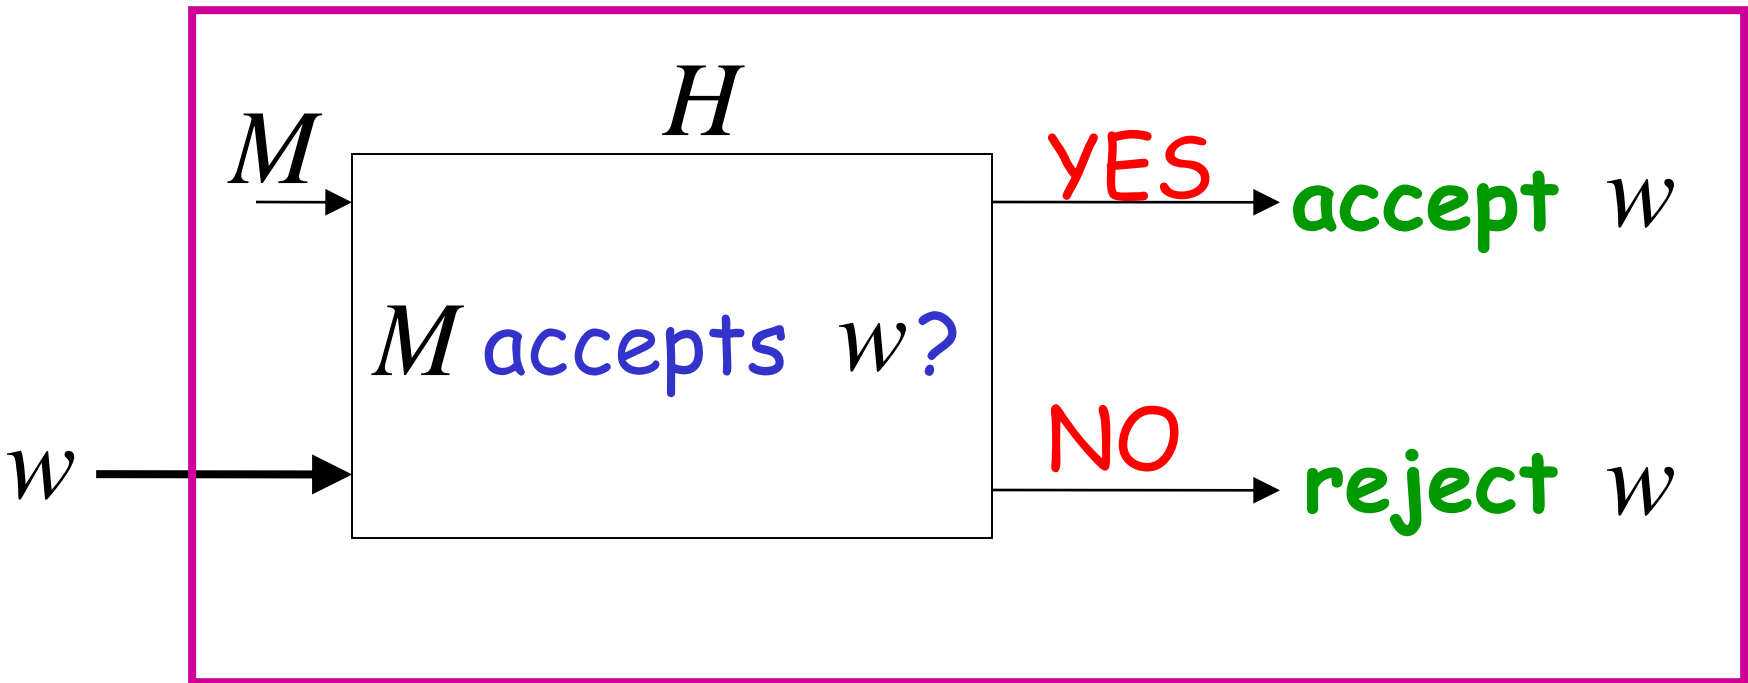 H
M
YES
accept w
M accepts w?
NO
w
reject w